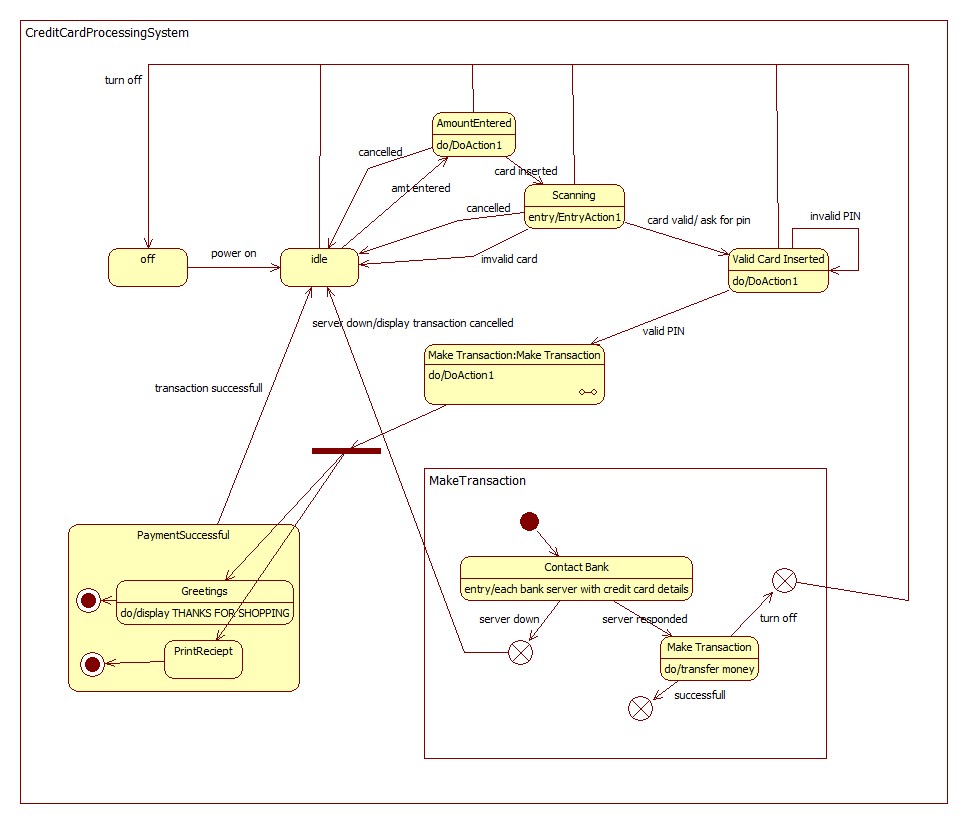 CreditCardProcessingSystem
turn off
AmountEntered
do/DoAction1
cancelled
card inserted
amt entered
Scanning
entry/EntryAction1
cancelled
card valid/ ask for pin
invalid PIN
off
power on
idle
imvalid card
Valid Card Inserted
do/DoAction1
server down/display transaction cancelled
valid PIN
Make Transaction:Make Transaction
do/DoAction1
transaction successfull
MakeTransaction
PaymentSuccessful
Contact Bank
entry/each bank server with credit card details
Greetings
do/display THANKS FOR SHOPPING
server down
server responded
turn off
PrintReciept
Make Transaction
do/transfer money
successfull